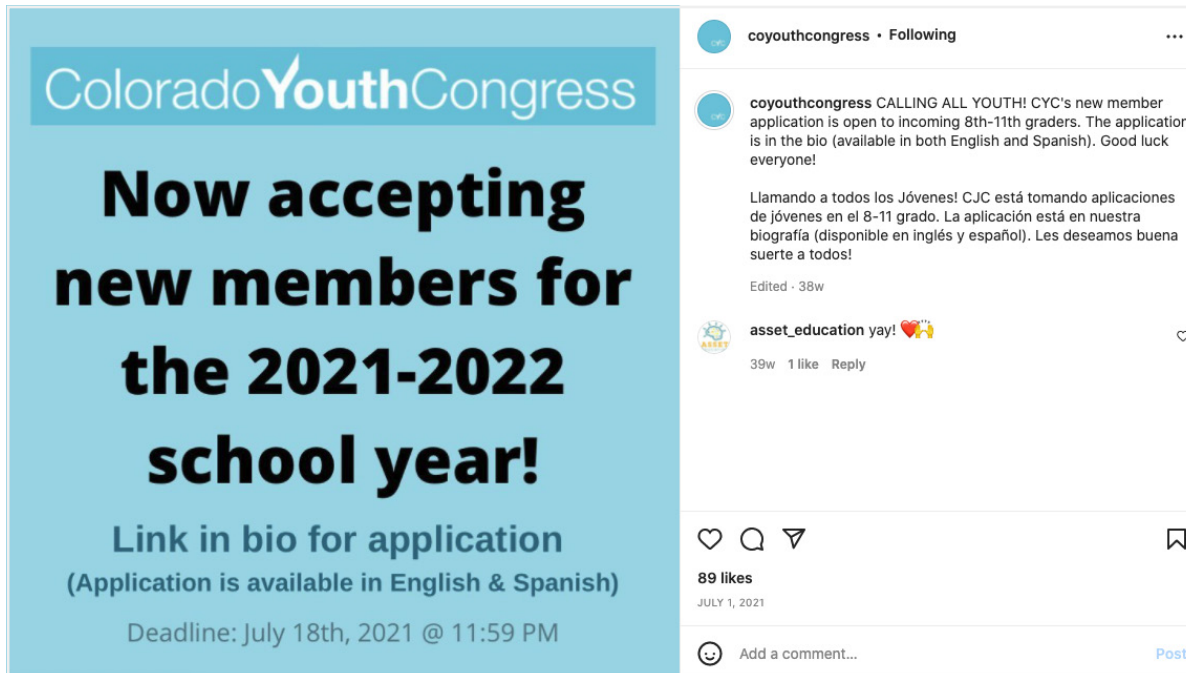 ColoradoYouthCongress
Now accepting
new members for
the 2021-2022
school year!
Link in bio for application
(Application is available in English & Spanish)
Deadline: July 18th, 2021 @ 11:59 PM
coyouthcongress • Following
coyouthcongress CALLING ALL YOUTH! CYC's new member
application is open to incoming 8th-11th graders. The application
is in the bio (available in both English and Spanish). Good luck
everyone!
Llamando a todos los Jóvenes! CJC está tomando aplicaciones
de jóvenes en el 8-11 grado. La aplicación está en nuestra
biografía (disponible en inglés y español). Les deseamos buena
suerte a todos!
Edited · 38w
asset_education yay! ❤️🙌
39w 1 like Reply
89 likes
JULY 1, 2021
Add a comment...
Post